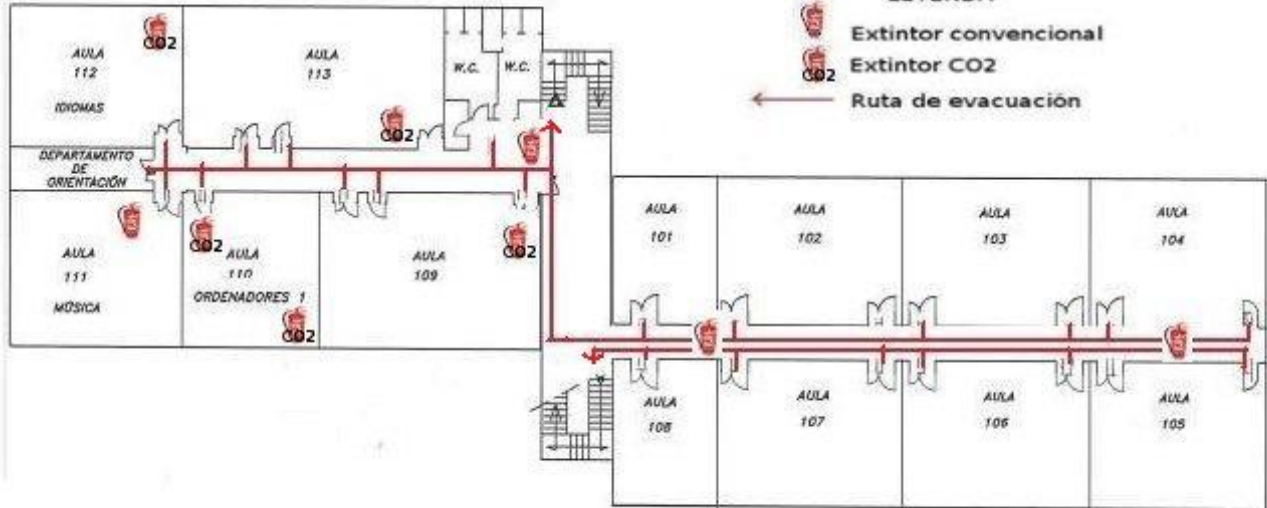 Extintor convencional
CO2 Extintor CO2
Ruta de evacuación
CO2
AULA
112
IDIOMAS
AULA
113
CO2
W.C.
W.C.
DEPARTAMENTO
DE
ORIENTACIÓN
AULA
111
MÚSICA
CO2
AULA
110
ORDENADORES 1
CO2
AULA
109
CO2
AULA
101
AULA
102
AULA
103
AULA
104
AULA
108
AULA
107
AULA
106
AULA
105